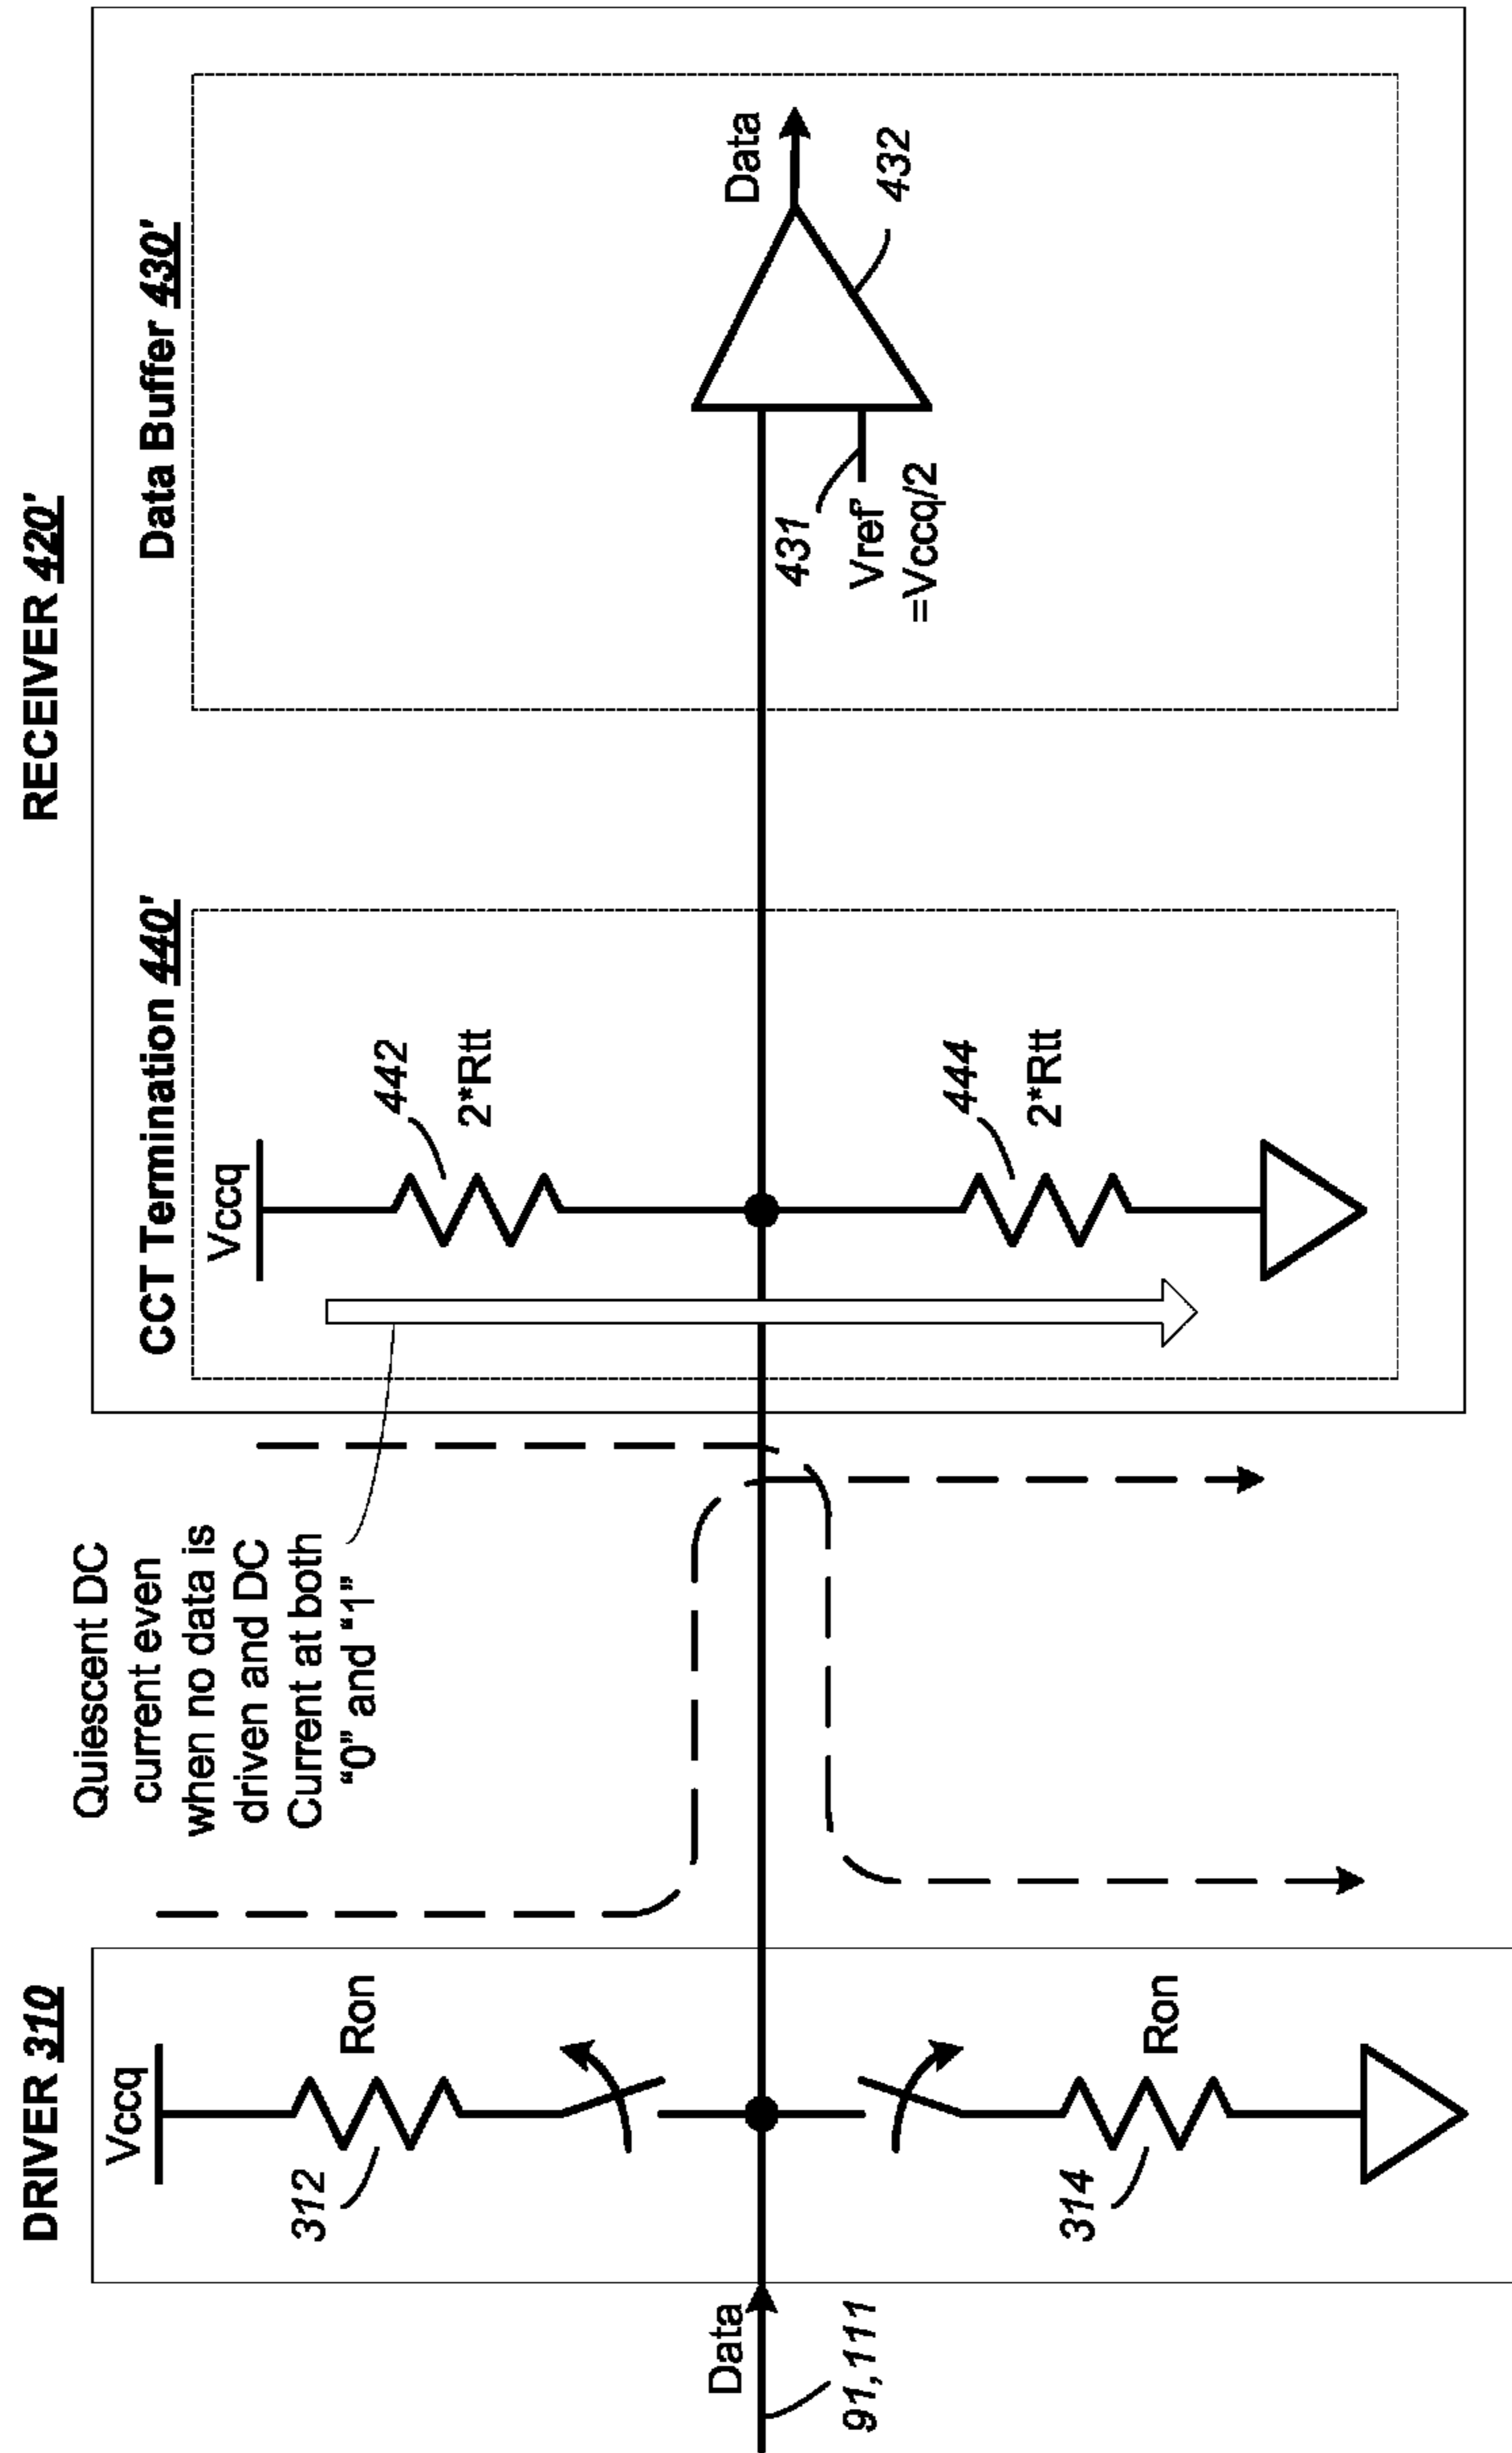 DRIVER 310
Vccq
312
Ron
314
Ron
Data
91,111
Quiescent DC
current even
when no data is
driven and DC
Current at both
“0” and “1”
RECEIVER 420'
CCT Termination 440'
Vccq
442
2*Rtt
444
2*Rtt
Data Buffer 430'
431
Vref'
=Vccq/2
Data
432